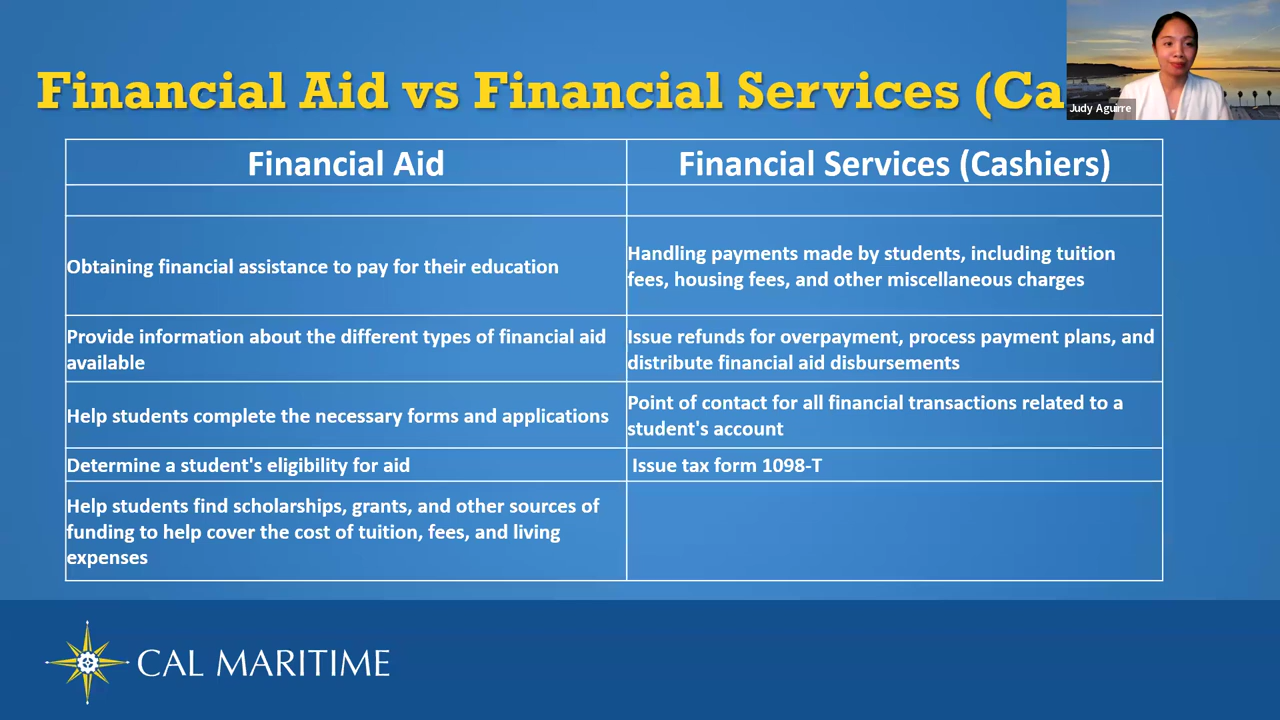 Financial Aid vs Financial Services (Ca
Judy Aguirre
Financial Aid
Financial Services (Cashiers)
Obtaining financial assistance to pay for their education
Handling payments made by students, including tuition
fees, housing fees, and other miscellaneous charges
Provide information about the different types of financial aid
available
Issue refunds for overpayment, process payment plans, and
distribute financial aid disbursements
Help students complete the necessary forms and applications
Point of contact for all financial transactions related to a
student's account
Determine a student's eligibility for aid
Issue tax form 1098-T
Help students find scholarships, grants, and other sources of
funding to help cover the cost of tuition, fees, and living
expenses
CAL MARITIME